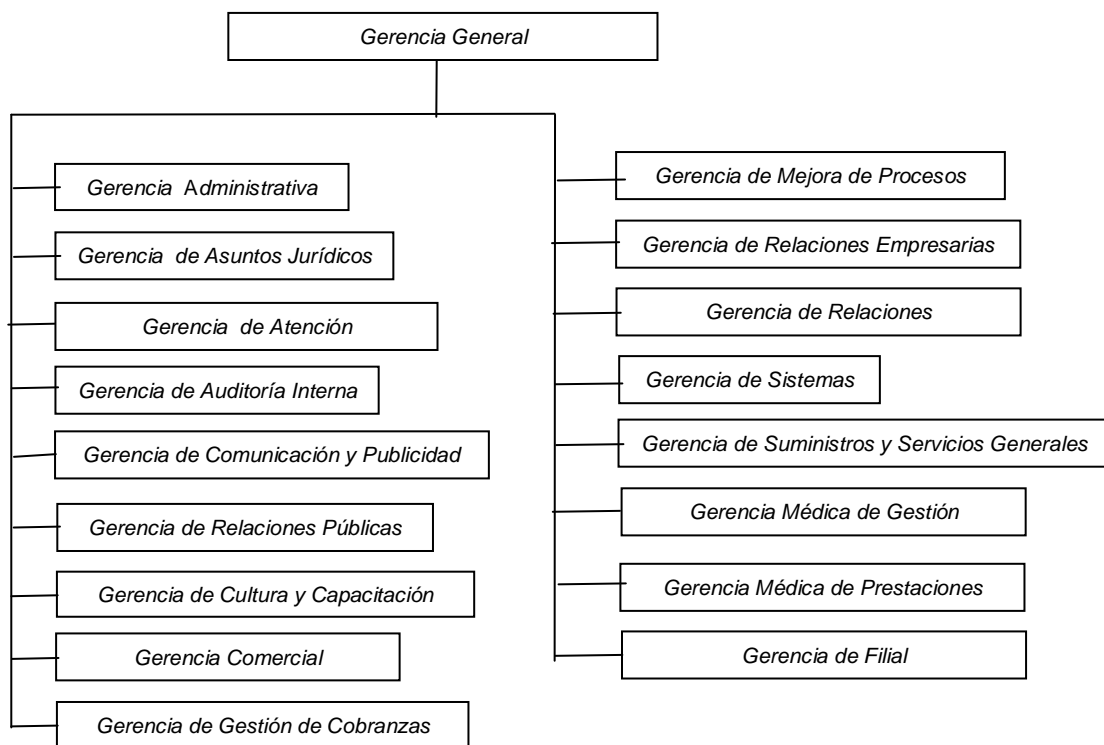 Gerencia General
Gerencia Administrativa
Gerencia de Asuntos Jurídicos
Gerencia de Atención
Gerencia de Auditoría Interna
Gerencia de Comunicación y Publicidad
Gerencia de Relaciones Públicas
Gerencia de Cultura y Capacitación
Gerencia Comercial
Gerencia de Gestión de Cobranzas
Gerencia de Mejora de Procesos
Gerencia de Relaciones Empresarias
Gerencia de Relaciones
Gerencia de Sistemas
Gerencia de Suministros y Servicios Generales
Gerencia Médica de Gestión
Gerencia Médica de Prestaciones
Gerencia de Filial